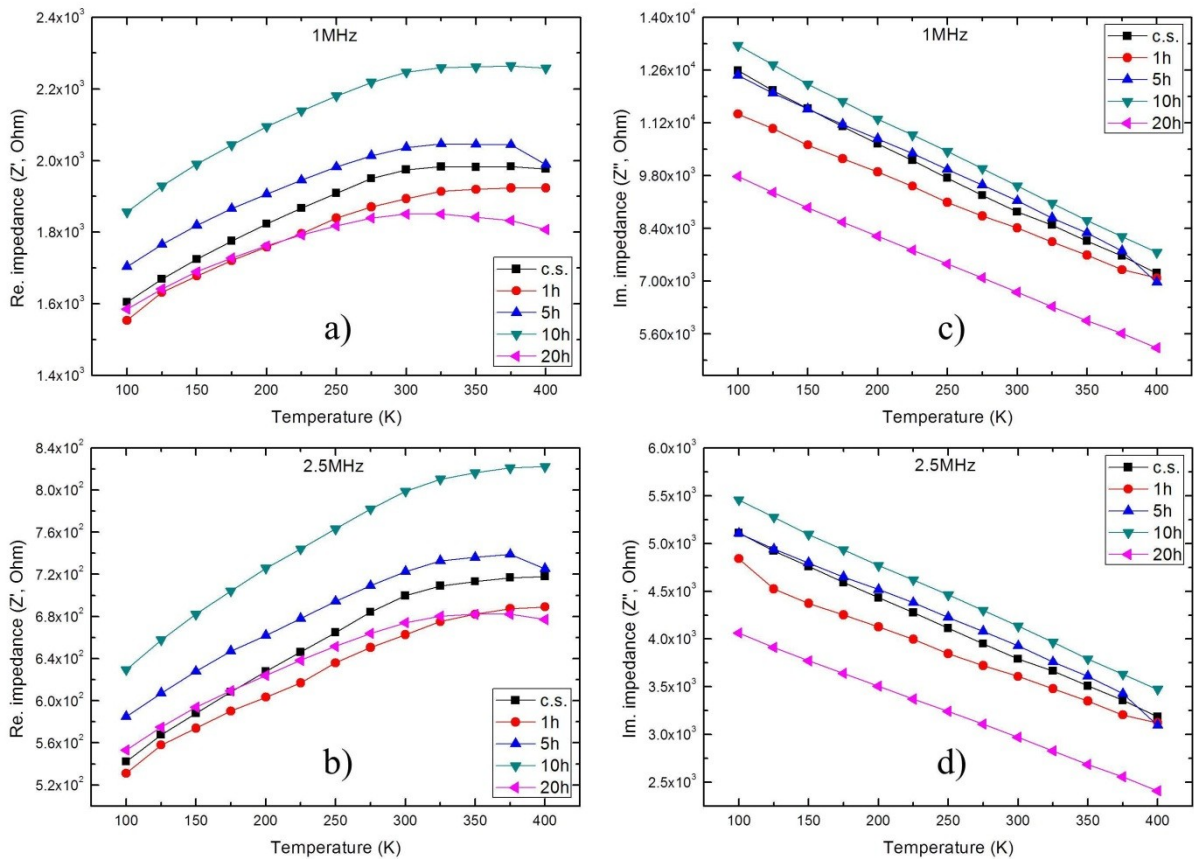 a)
1MHz
Re. impedance (Z', Ohm)
2.4x10³
2.2x10³
2.0x10³
1.8x10³
1.6x10³
1.4x10³
100 150 200 250 300 350 400
Temperature (K)
c.s.
1h
5h
10h
20h
c)
1MHz
Im. impedance (Z'', Ohm)
1.40x10⁴
1.26x10⁴
1.12x10⁴
9.80x10³
8.40x10³
7.00x10³
5.60x10³
100 150 200 250 300 350 400
Temperature (K)
c.s.
1h
5h
10h
20h
b)
2.5MHz
Re. impedance (Z', Ohm)
8.4x10²
8.0x10²
7.6x10²
7.2x10²
6.8x10²
6.4x10²
6.0x10²
5.6x10²
5.2x10²
100 150 200 250 300 350 400
Temperature (K)
c.s.
1h
5h
10h
20h
d)
2.5MHz
Im. impedance (Z'', Ohm)
6.0x10³
5.5x10³
5.0x10³
4.5x10³
4.0x10³
3.5x10³
3.0x10³
2.5x10³
100 150 200 250 300 350 400
Temperature (K)
c.s.
1h
5h
10h
20h